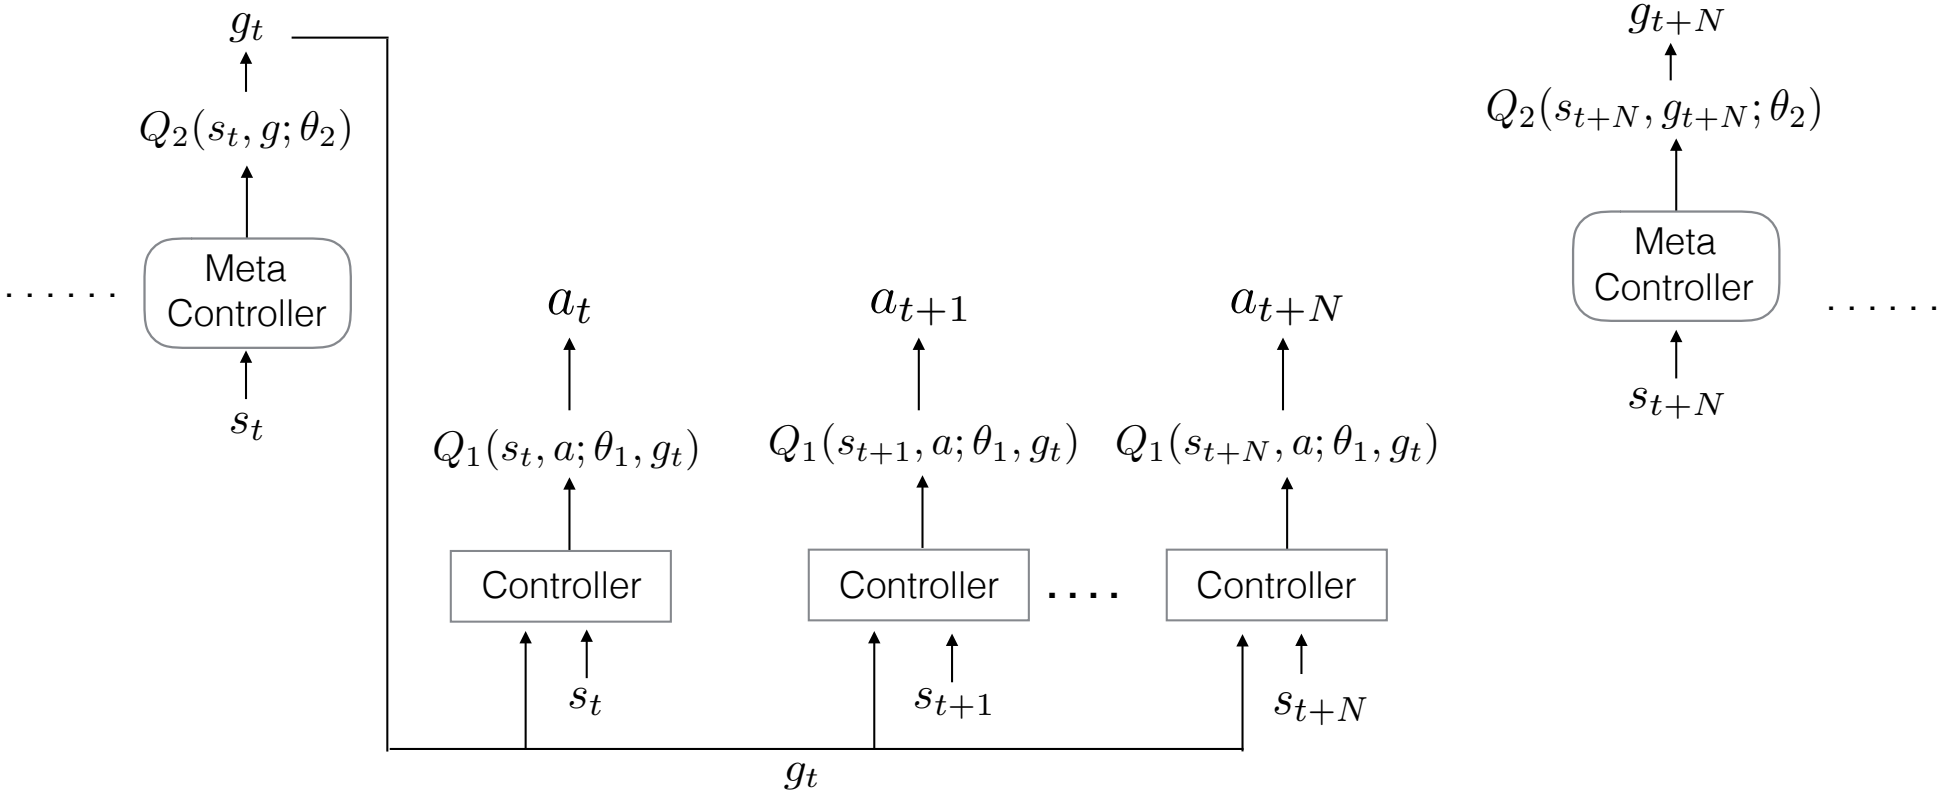 g_t
Q_2(s_t, g; θ_2)
Meta
Controller
s_t
. . . . . .
a_t
Q_1(s_t, a; θ_1, g_t)
Controller
s_t
a_{t+1}
Q_1(s_{t+1}, a; θ_1, g_t)
Controller
s_{t+1}
. . . .
a_{t+N}
Q_1(s_{t+N}, a; θ_1, g_t)
Controller
s_{t+N}
g_t
g_{t+N}
Q_2(s_{t+N}, g_{t+N}; θ_2)
Meta
Controller
s_{t+N}
. . . . . .